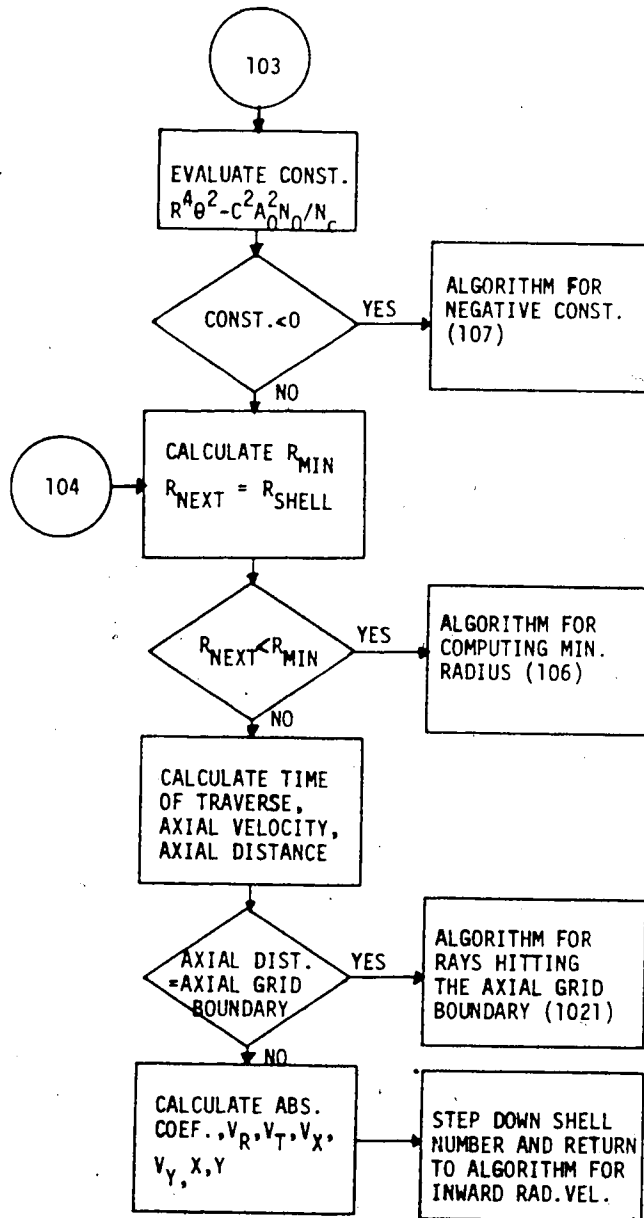 103
EVALUATE CONST.
R⁴θ²-C²A₀²N₀/N_c
CONST.<0
YES
ALGORITHM FOR
NEGATIVE CONST.
(107)
NO
104
CALCULATE R_MIN
R_NEXT = R_SHELL
R_NEXT<R_MIN
YES
ALGORITHM FOR
COMPUTING MIN.
RADIUS (106)
NO
CALCULATE TIME
OF TRAVERSE,
AXIAL VELOCITY,
AXIAL DISTANCE
AXIAL DIST.
=AXIAL GRID
BOUNDARY
YES
ALGORITHM FOR
RAYS HITTING
THE AXIAL GRID
BOUNDARY (1021)
NO
CALCULATE ABS.
COEF.,V_R,V_T,V_X,
V_Y,X,Y
STEP DOWN SHELL
NUMBER AND RETURN
TO ALGORITHM FOR
INWARD RAD.VEL.